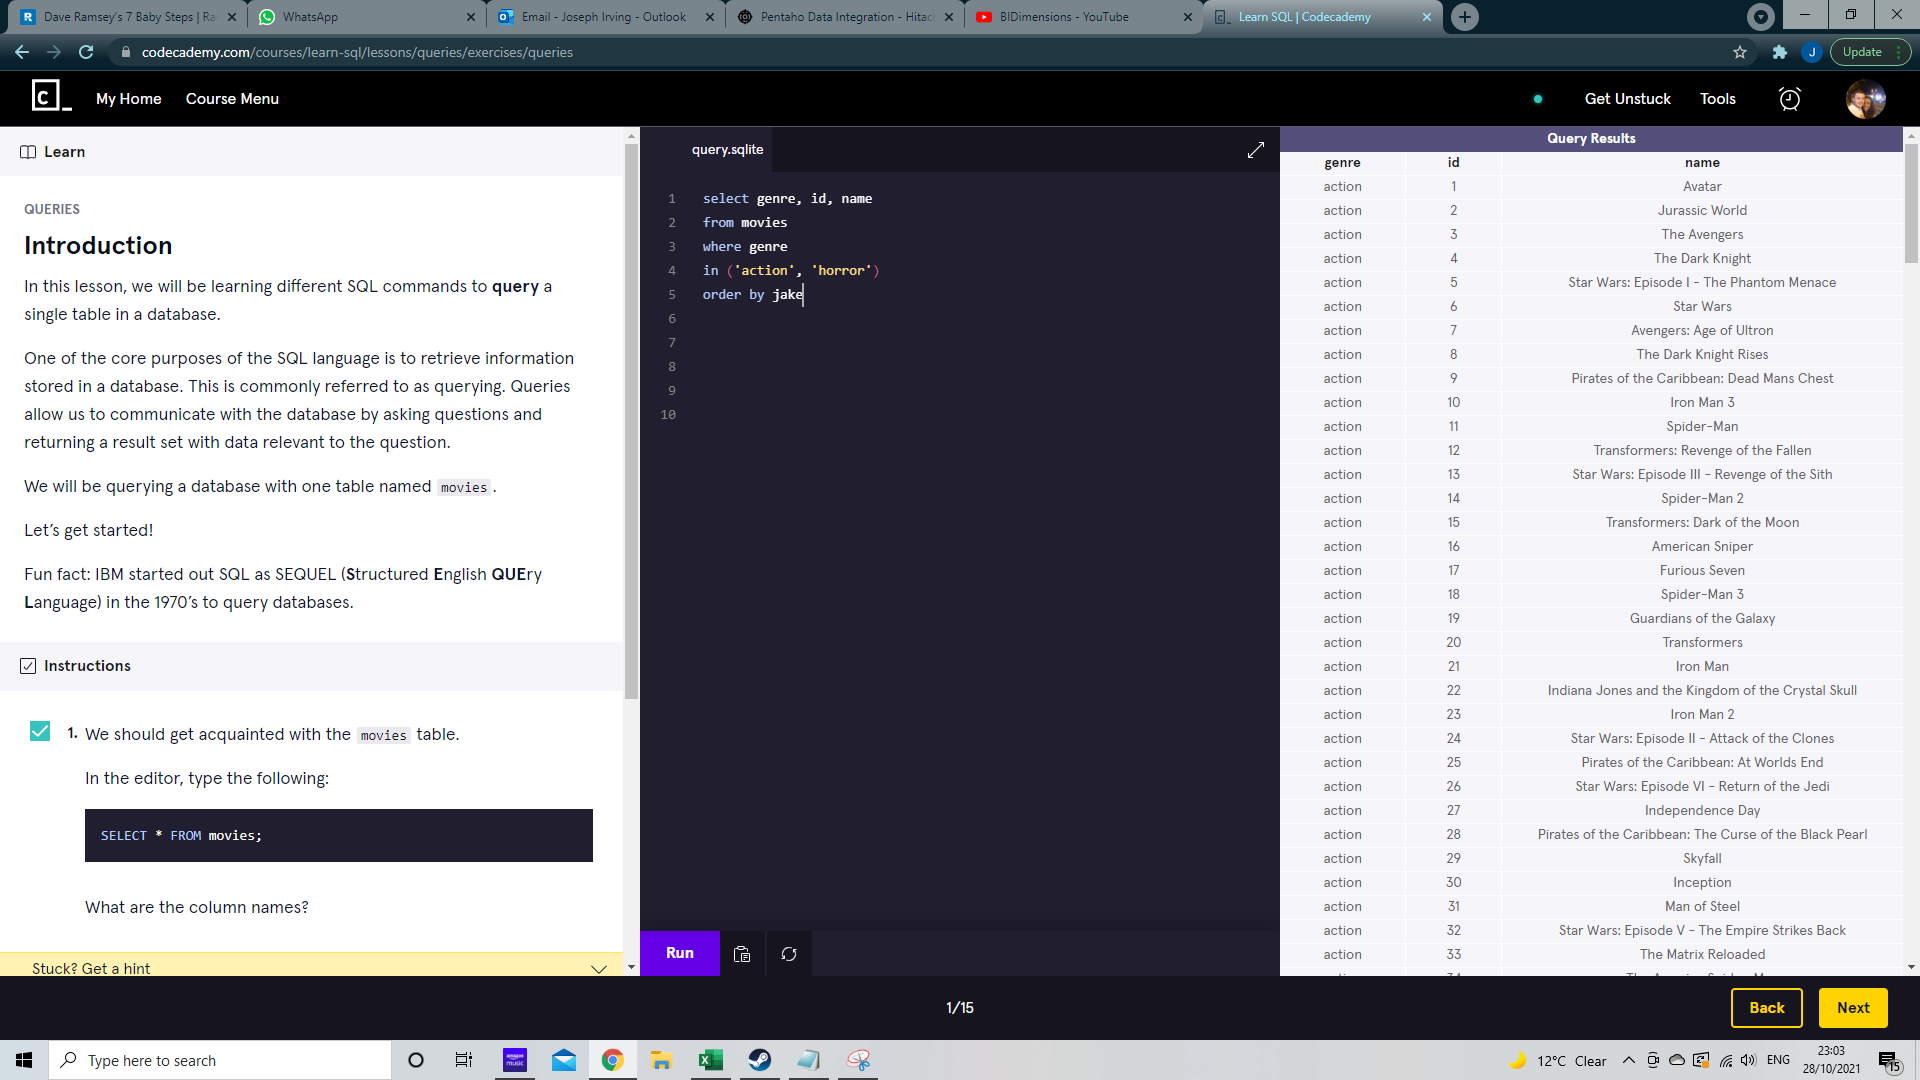 Dave Ramsey's 7 Baby Steps | Ra
WhatsApp
Email - Joseph Irving - Outlook
Pentaho Data Integration - Hitac
BIDimensions - YouTube
Learn SQL | Codecademy
codecademy.com/courses/learn-sql/lessons/queries/exercises/queries
J
Update
c_
My Home
Course Menu
Get Unstuck
Tools
Learn
QUERIES
Introduction
In this lesson, we will be learning different SQL commands to query a
single table in a database.
One of the core purposes of the SQL language is to retrieve information
stored in a database. This is commonly referred to as querying. Queries
allow us to communicate with the database by asking questions and
returning a result set with data relevant to the question.
We will be querying a database with one table named movies.
Let's get started!
Fun fact: IBM started out SQL as SEQUEL (Structured English QUEry
Language) in the 1970's to query databases.
Instructions
1. We should get acquainted with the movies table.
In the editor, type the following:
SELECT * FROM movies;
What are the column names?
Stuck? Get a hint
query.sqlite
1 select genre, id, name
2 from movies
3 where genre
4 in ('action', 'horror')
5 order by jake
6
7
8
9
10
Run
Query Results
genre id name
action 1 Avatar
action 2 Jurassic World
action 3 The Avengers
action 4 The Dark Knight
action 5 Star Wars: Episode I - The Phantom Menace
action 6 Star Wars
action 7 Avengers: Age of Ultron
action 8 The Dark Knight Rises
action 9 Pirates of the Caribbean: Dead Mans Chest
action 10 Iron Man 3
action 11 Spider-Man
action 12 Transformers: Revenge of the Fallen
action 13 Star Wars: Episode III - Revenge of the Sith
action 14 Spider-Man 2
action 15 Transformers: Dark of the Moon
action 16 American Sniper
action 17 Furious Seven
action 18 Spider-Man 3
action 19 Guardians of the Galaxy
action 20 Transformers
action 21 Iron Man
action 22 Indiana Jones and the Kingdom of the Crystal Skull
action 23 Iron Man 2
action 24 Star Wars: Episode II - Attack of the Clones
action 25 Pirates of the Caribbean: At Worlds End
action 26 Star Wars: Episode VI - Return of the Jedi
action 27 Independence Day
action 28 Pirates of the Caribbean: The Curse of the Black Pearl
action 29 Skyfall
action 30 Inception
action 31 Man of Steel
action 32 Star Wars: Episode V - The Empire Strikes Back
action 33 The Matrix Reloaded
1/15
Back
Next
Type here to search
amazon music
12°C Clear
ENG
23:03
28/10/2021
15